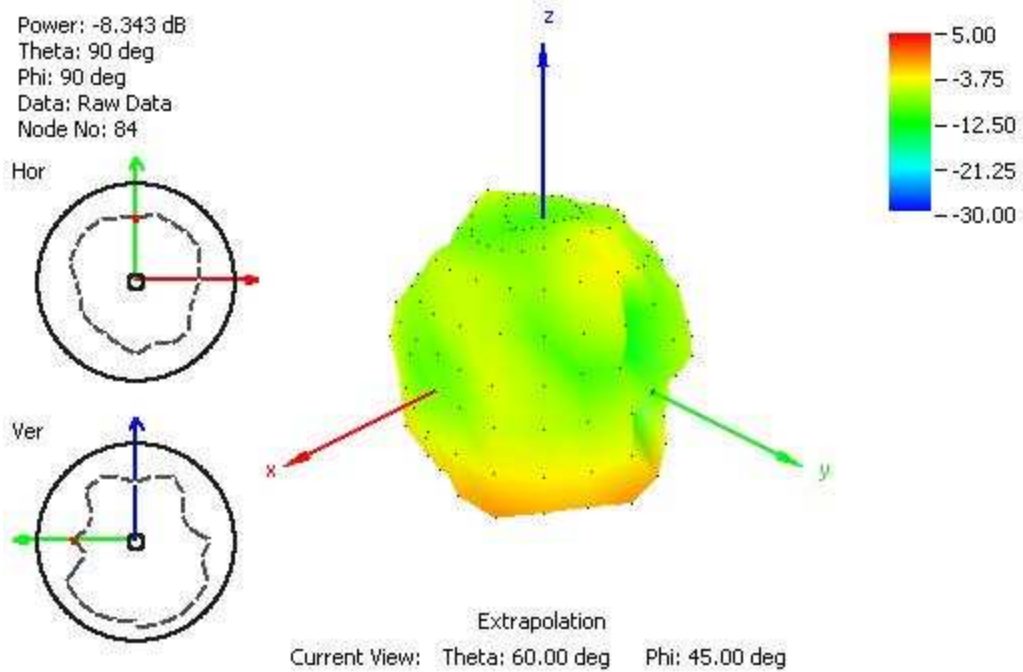 Power: -8.343 dB
Theta: 90 deg
Phi: 90 deg
Data: Raw Data
Node No: 84
Hor
Ver
z
x
y
5.00
-3.75
-12.50
-21.25
-30.00
Extrapolation
Current View: Theta: 60.00 deg Phi: 45.00 deg